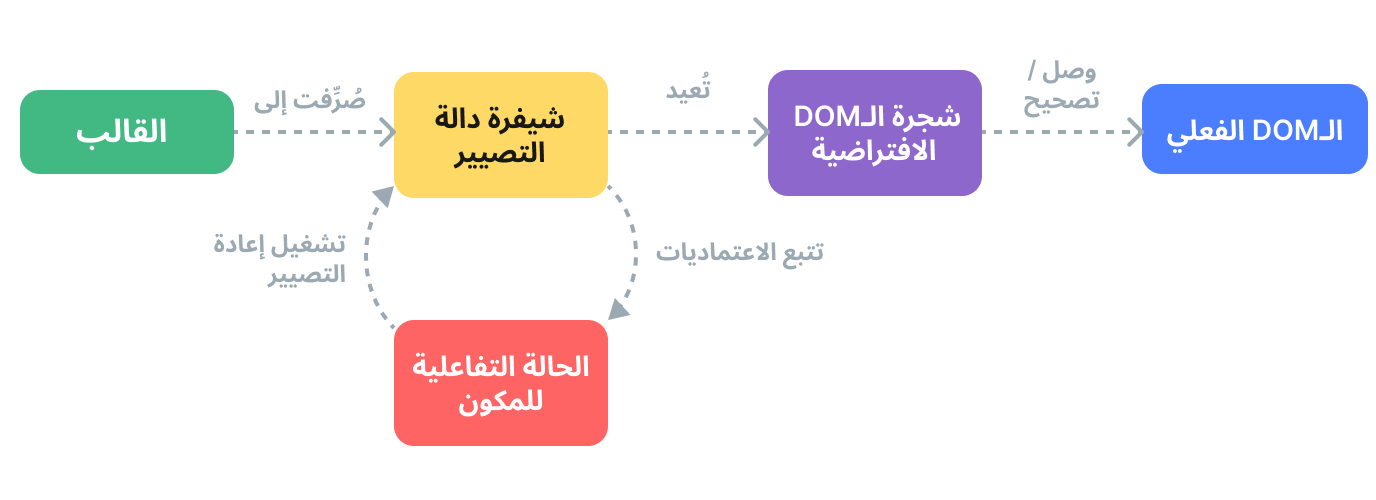 القالب
صُرِّفت إلى
شيفرة دالة
التصيير
تُعيد
شجرة الـDOM
الافتراضية
وصل /
تصحيح
الـDOM الفعلي
تشغيل إعادة
التصيير
تتبع الاعتماديات
الحالة التفاعلية
للمكون